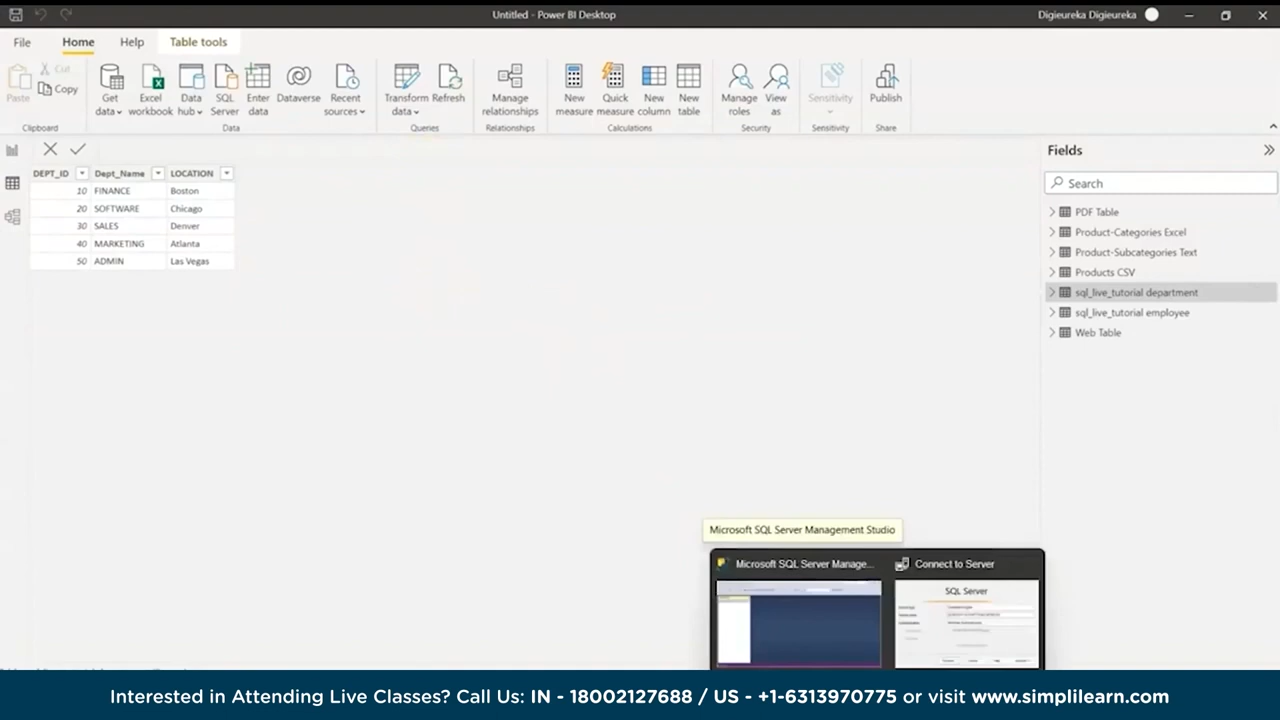 Untitled - Power BI Desktop
Digieureka Digieureka
File Home Help Table tools
Paste
Cut
Copy
Get data
Excel workbook
Data hub
SQL Server
Enter data
Dataverse
Recent sources
Transform data
Refresh
Manage relationships
New measure
Quick measure
New column
New table
Manage roles
View as
Sensitivity
Publish
Clipboard Data Queries Relationships Calculations Security Sensitivity Share
Fields
Search
DEPT_ID Dept_Name LOCATION
10 FINANCE Boston
20 SOFTWARE Chicago
30 SALES Denver
40 MARKETING Atlanta
50 ADMIN Las Vegas
PDF Table
Product-Categories Excel
Product-Subcategories Text
Products CSV
sql_live_tutorial department
sql_live_tutorial employee
Web Table
Microsoft SQL Server Management Studio
Microsoft SQL Server Manage...
Connect to Server
SQL Server
Interested in Attending Live Classes? Call Us: IN - 18002127688 / US - +1-6313970775 or visit www.simplilearn.com